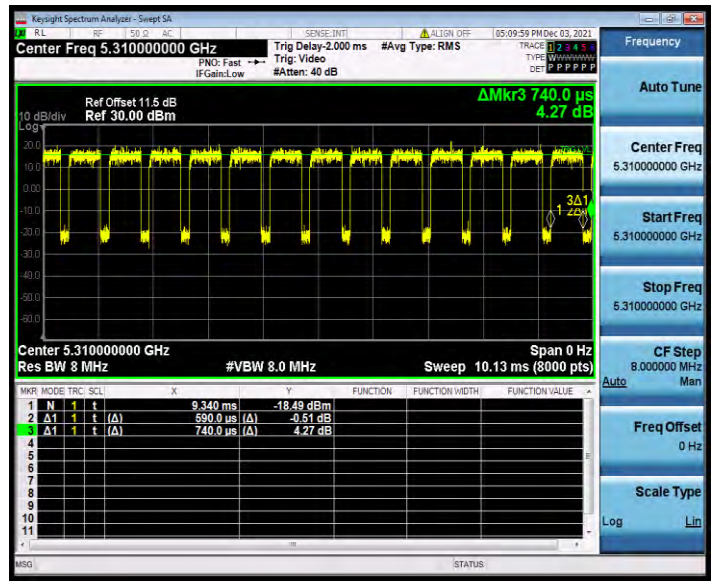 Keysight Spectrum Analyzer - Swept SA
RL RF 50 Ω AC SENSE:INT ALIGN OFF 05:09:59 PM Dec 03, 2021
Center Freq 5.310000000 GHz
PNO: Fast
IFGain:Low
Trig Delay-2.000 ms
Trig: Video
#Atten: 40 dB
#Avg Type: RMS
TRACE 1 2 3 4 5 6
TYPE
DET P P P P P P
Frequency
Auto Tune
Center Freq
5.310000000 GHz
Start Freq
5.310000000 GHz
Stop Freq
5.310000000 GHz
CF Step
8.000000 MHz
Auto Man
Freq Offset
0 Hz
Scale Type
Log Lin
ΔMkr3 740.0 µs
4.27 dB
Ref Offset 11.5 dB
10 dB/div Ref 30.00 dBm
Log
20.0
10.0
0.00
-10.0
-20.0
-30.0
-40.0
-50.0
-60.0
3Δ1
1
Center 5.310000000 GHz Span 0 Hz
Res BW 8 MHz #VBW 8.0 MHz Sweep 10.13 ms (8000 pts)
MKR MODE TRC SCL X Y FUNCTION FUNCTION WIDTH FUNCTION VALUE
1 N 1 t 9.340 ms -18.49 dBm
2 Δ1 1 t (Δ) 590.0 µs (Δ) -0.51 dB
3 Δ1 1 t (Δ) 740.0 µs (Δ) 4.27 dB
4
5
6
7
8
9
10
11
MSG STATUS